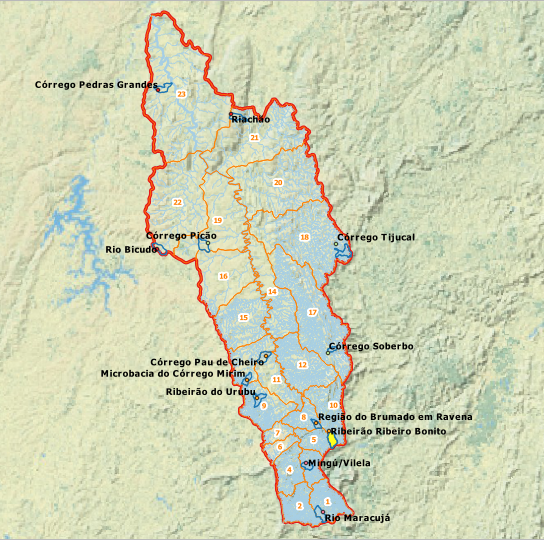 Córrego Pedras Grandes
23
Riachão
21
20
22
19
Córrego Picão
18
Córrego Tijucal
Rio Bicudo
16
14
17
15
Córrego Soberbo
Córrego Pau de Cheiro
12
Microbacia do Córrego Mirim
11
Ribeirão do Urubu
9
10
8
Região do Brumado em Ravena
7
5
Ribeirão Ribeiro Bonito
6
4
Mingú/Vilela
2
1
Rio Maracujá